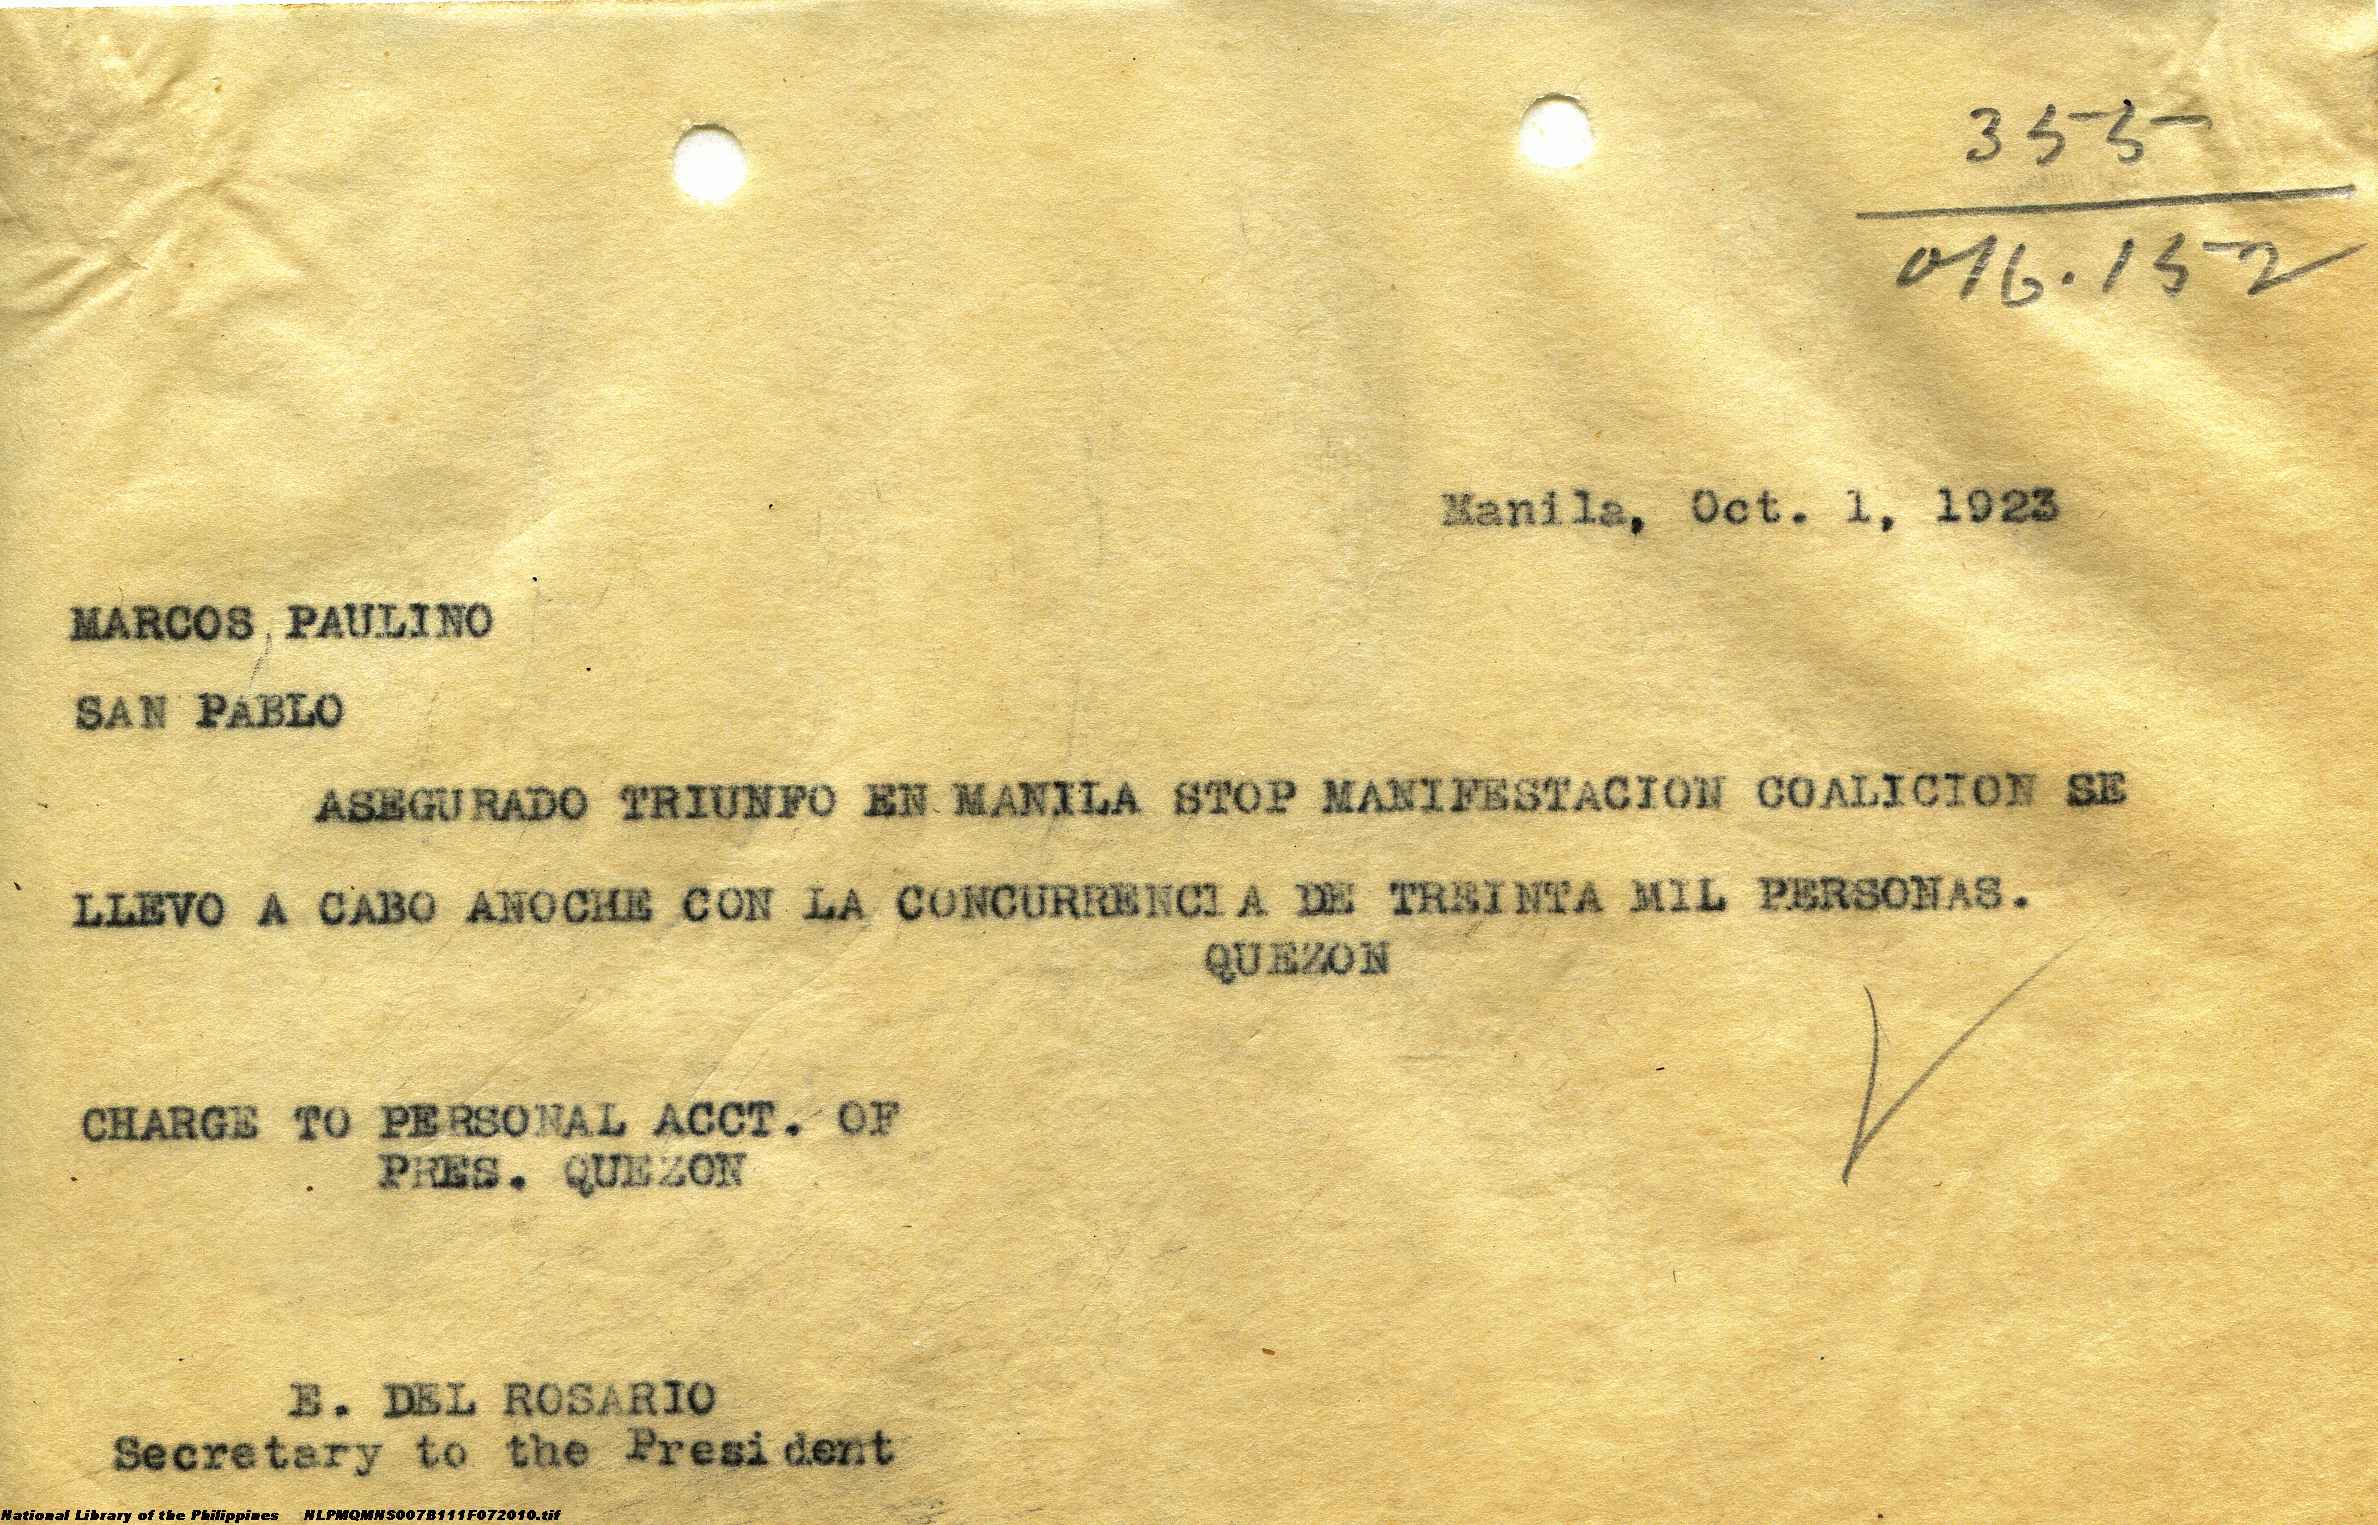 355
016.152
Manila, Oct. 1, 1923
MARCOS PAULINO
SAN PABLO
ASEGURADO TRIUNFO EN MANILA STOP MANIFESTACION COALICION SE
LLEVO A CABO ANOCHE CON LA CONCURRENCIA DE TREINTA MIL PERSONAS.
QUEZON
CHARGE TO PERSONAL ACCT. OF
PRES. QUEZON
E. DEL ROSARIO
Secretary to the President
National Library of the Philippines NLPMQMNS007B111F072010.tif